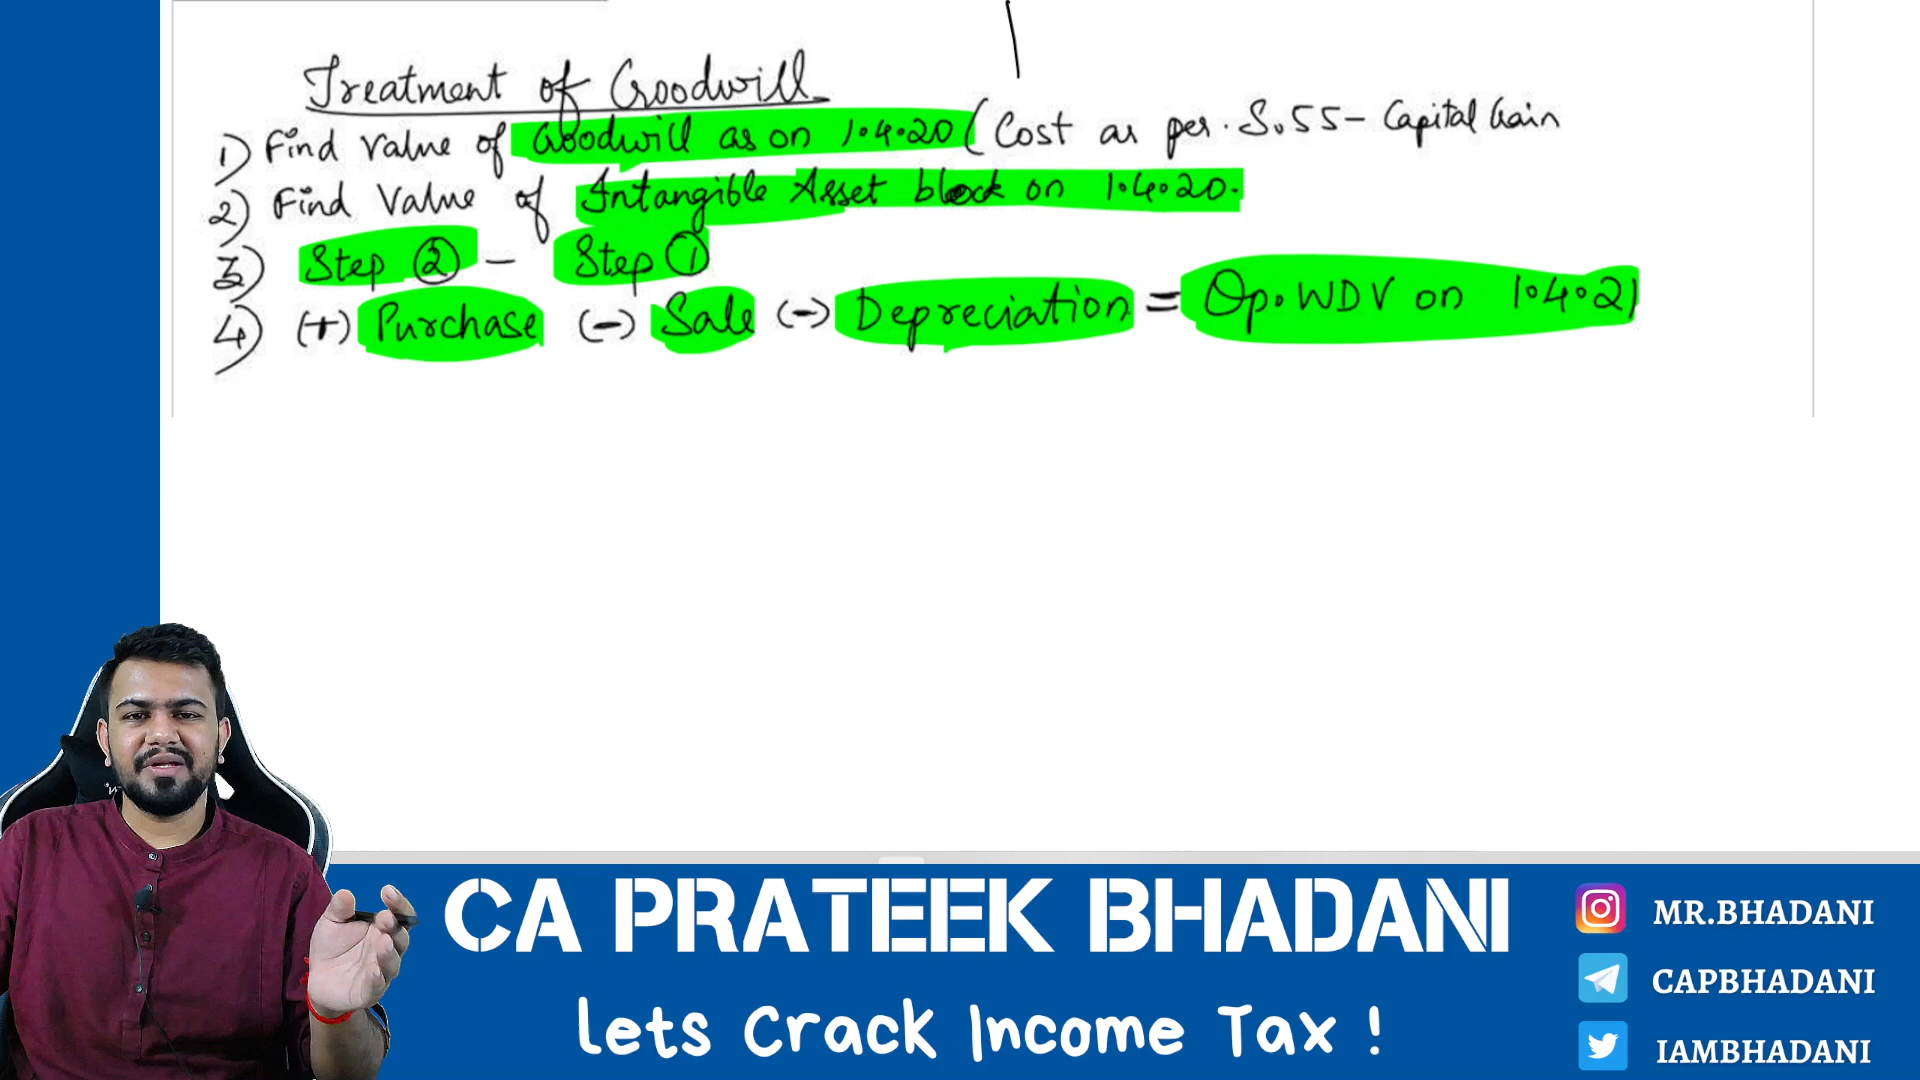 Treatment of Goodwill
1) Find Value of Goodwill as on 1.4.20 (Cost as per. S.55 - Capital Gain
2) Find Value of Intangible Asset block on 1.4.20.
3) Step ② - Step ①
4) (+) Purchase (-) Sale (-) Depreciation = Op. WDV on 1.4.21
CA PRATEEK BHADANI
Lets Crack Income Tax !
MR.BHADANI
CAPBHADANI
IAMBHADANI